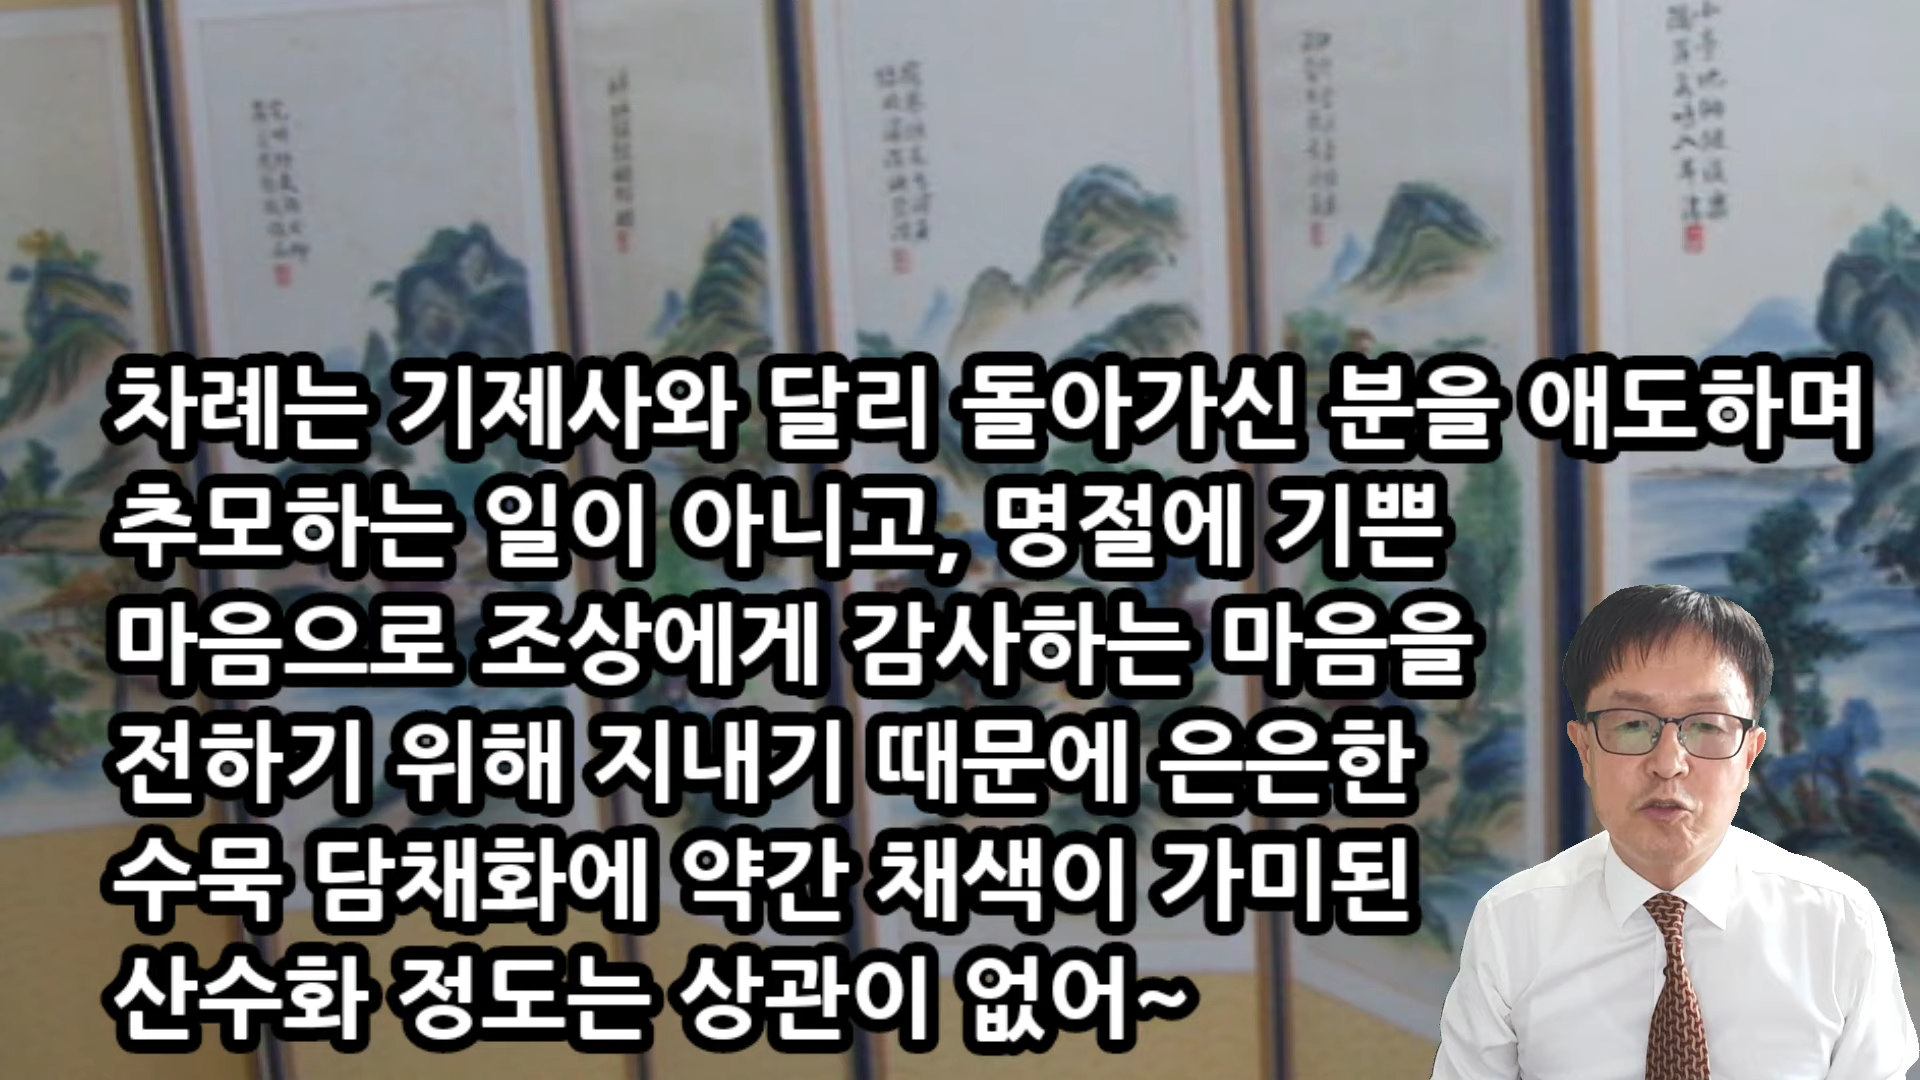 차례는 기제사와 달리 돌아가신 분을 애도하며
추모하는 일이 아니고, 명절에 기쁜
마음으로 조상에게 감사하는 마음을
전하기 위해 지내기 때문에 은은한
수묵 담채화에 약간 채색이 가미된
산수화 정도는 상관이 없어~